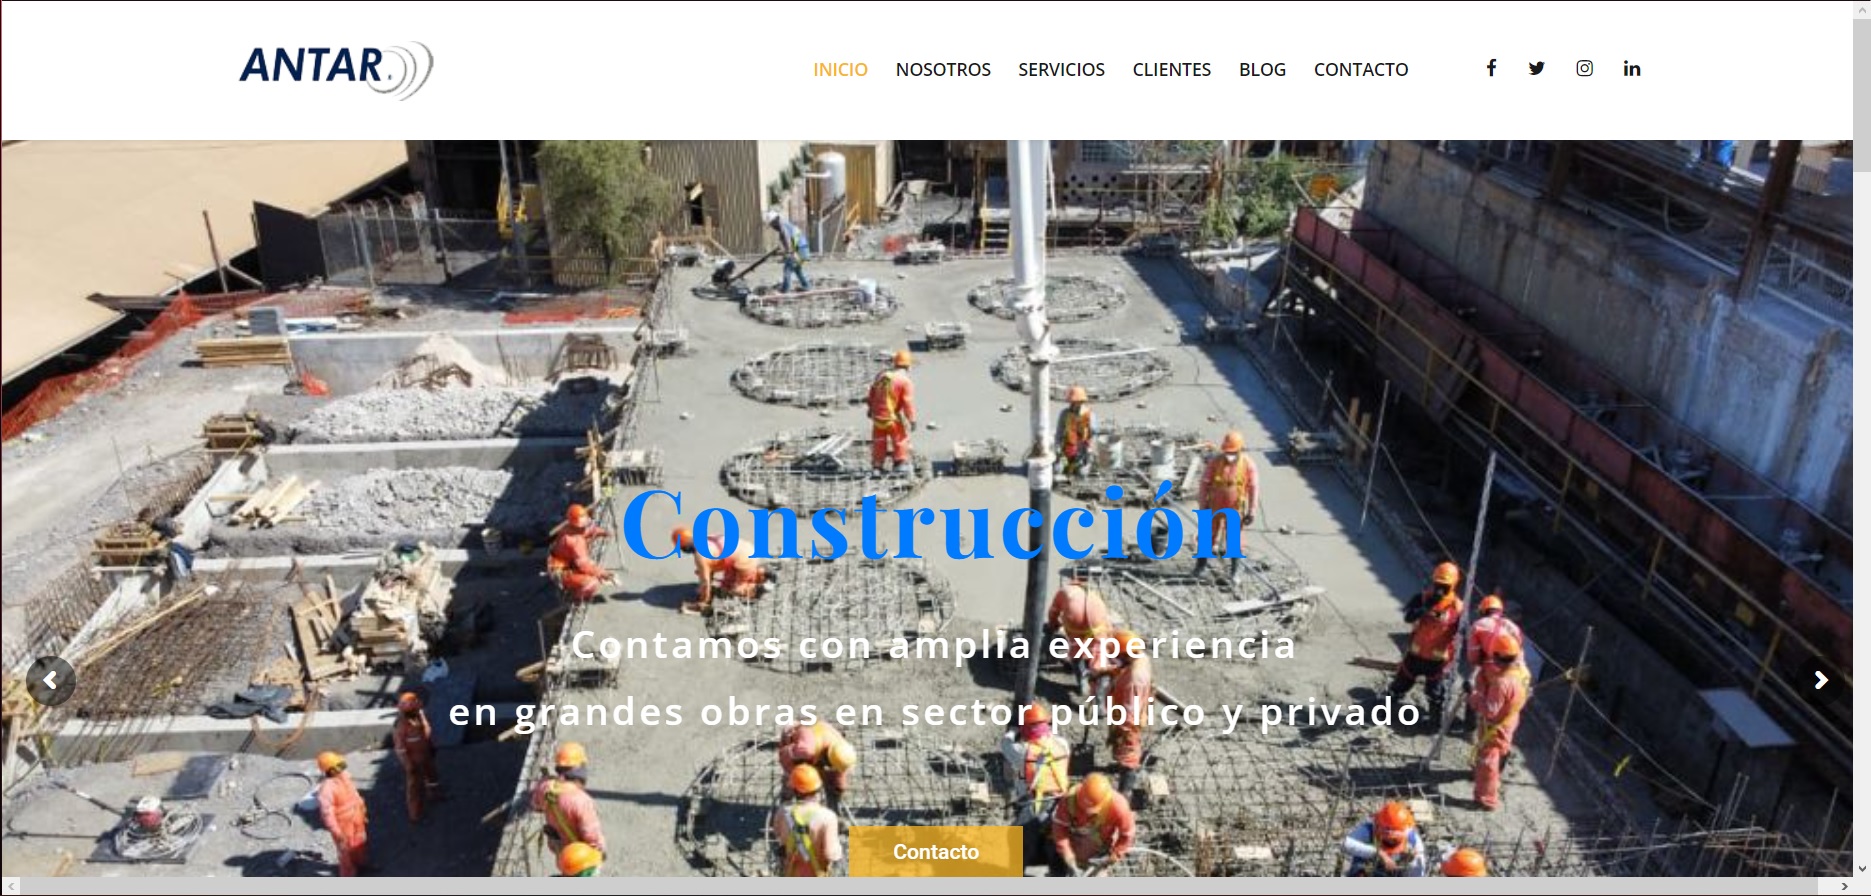 ANTAR.
INICIO NOSOTROS SERVICIOS CLIENTES BLOG CONTACTO
Construcción
Contamos con amplIa experiencia
en grandes obras en sector público y privado
Contacto